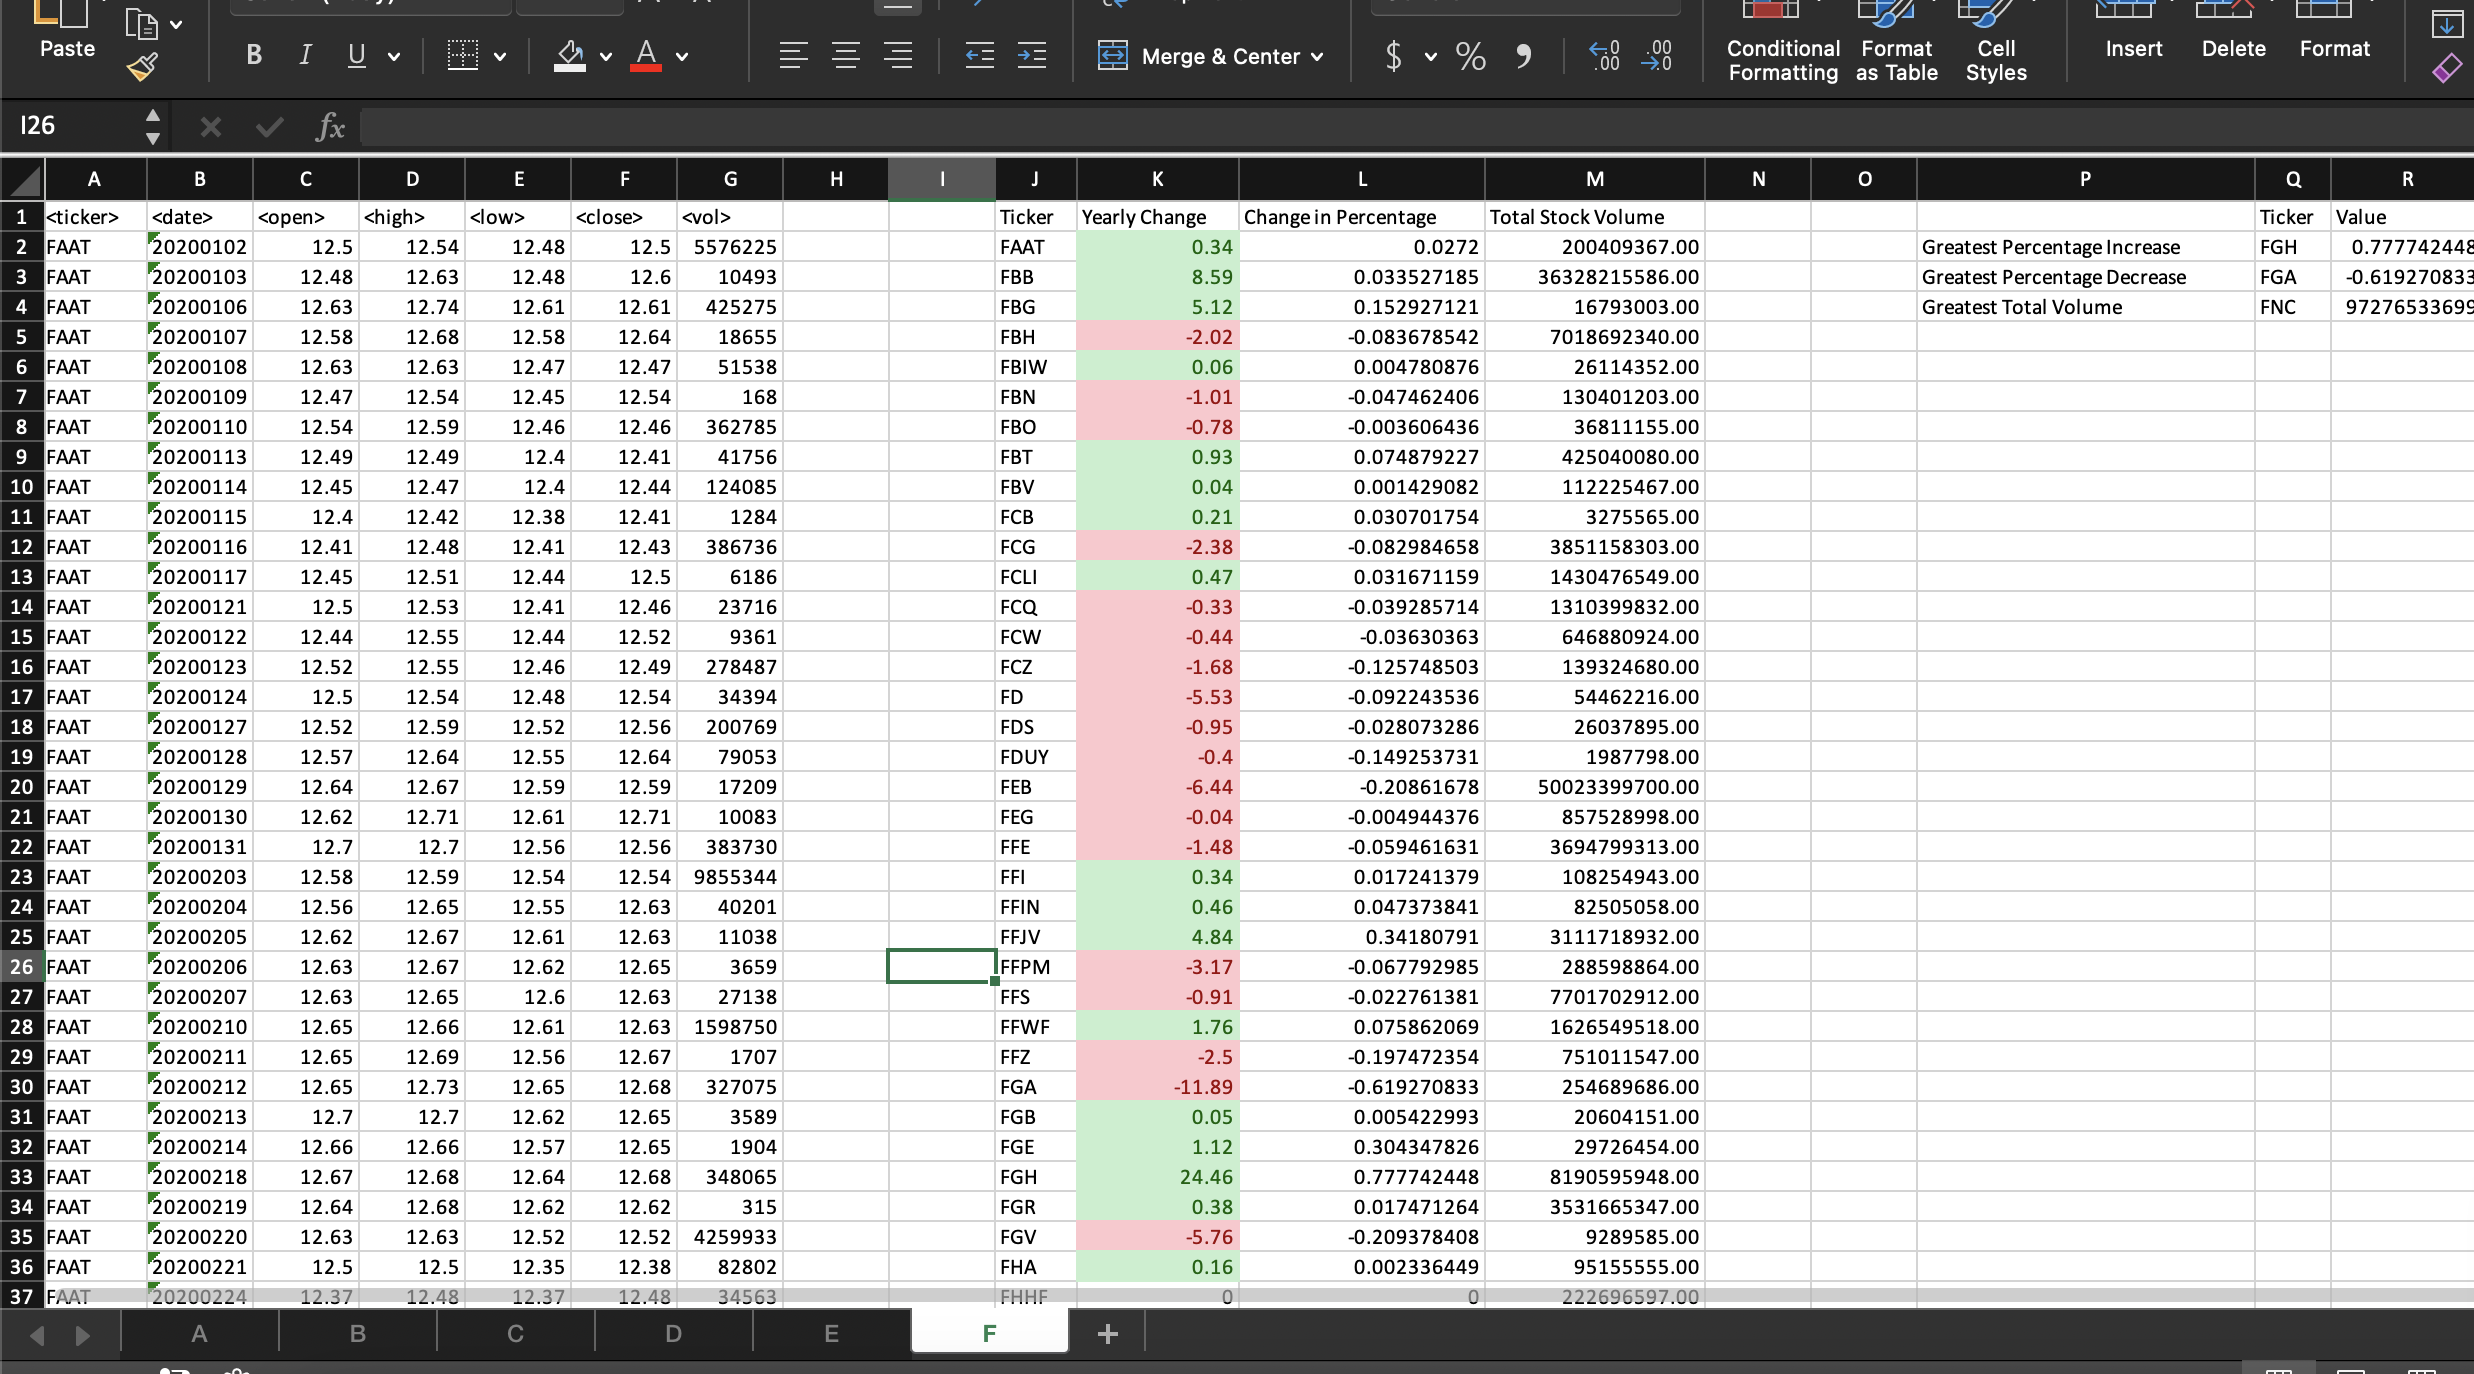 Paste
B I U A
Merge & Center
$ % 9
Conditional Formatting
Format as Table
Cell Styles
Insert
Delete
Format
I26 fx
A B C D E F G H I J K L M N O P Q R
1 <ticker> <date> <open> <high> <low> <close> <vol> Ticker Yearly Change Change in Percentage Total Stock Volume Ticker Value
2 FAAT 20200102 12.5 12.54 12.48 12.5 5576225 FAAT 0.34 0.0272 200409367.00 Greatest Percentage Increase FGH 0.777742448
3 FAAT 20200103 12.48 12.63 12.48 12.6 10493 FBB 8.59 0.033527185 36328215586.00 Greatest Percentage Decrease FGA -0.619270833
4 FAAT 20200106 12.63 12.74 12.61 12.61 425275 FBG 5.12 0.152927121 16793003.00 Greatest Total Volume FNC 97276533699
5 FAAT 20200107 12.58 12.68 12.58 12.64 18655 FBH -2.02 -0.083678542 7018692340.00
6 FAAT 20200108 12.63 12.63 12.47 12.47 51538 FBIW 0.06 0.004780876 26114352.00
7 FAAT 20200109 12.47 12.54 12.45 12.54 168 FBN -1.01 -0.047462406 130401203.00
8 FAAT 20200110 12.54 12.59 12.46 12.46 362785 FBO -0.78 -0.003606436 36811155.00
9 FAAT 20200113 12.49 12.49 12.4 12.41 41756 FBT 0.93 0.074879227 425040080.00
10 FAAT 20200114 12.45 12.47 12.4 12.44 124085 FBV 0.04 0.001429082 112225467.00
11 FAAT 20200115 12.4 12.42 12.38 12.41 1284 FCB 0.21 0.030701754 3275565.00
12 FAAT 20200116 12.41 12.48 12.41 12.43 386736 FCG -2.38 -0.082984658 3851158303.00
13 FAAT 20200117 12.45 12.51 12.44 12.5 6186 FCLI 0.47 0.031671159 1430476549.00
14 FAAT 20200121 12.5 12.53 12.41 12.46 23716 FCQ -0.33 -0.039285714 1310399832.00
15 FAAT 20200122 12.44 12.55 12.44 12.52 9361 FCW -0.44 -0.03630363 646880924.00
16 FAAT 20200123 12.52 12.55 12.46 12.49 278487 FCZ -1.68 -0.125748503 139324680.00
17 FAAT 20200124 12.5 12.54 12.48 12.54 34394 FD -5.53 -0.092243536 54462216.00
18 FAAT 20200127 12.52 12.59 12.52 12.56 200769 FDS -0.95 -0.028073286 26037895.00
19 FAAT 20200128 12.57 12.64 12.55 12.64 79053 FDUY -0.4 -0.149253731 1987798.00
20 FAAT 20200129 12.64 12.67 12.59 12.59 17209 FEB -6.44 -0.20861678 50023399700.00
21 FAAT 20200130 12.62 12.71 12.61 12.71 10083 FEG -0.04 -0.004944376 857528998.00
22 FAAT 20200131 12.7 12.7 12.56 12.56 383730 FFE -1.48 -0.059461631 3694799313.00
23 FAAT 20200203 12.58 12.59 12.54 12.54 9855344 FFI 0.34 0.017241379 108254943.00
24 FAAT 20200204 12.56 12.65 12.55 12.63 40201 FFIN 0.46 0.047373841 82505058.00
25 FAAT 20200205 12.62 12.67 12.61 12.63 11038 FFJV 4.84 0.34180791 3111718932.00
26 FAAT 20200206 12.63 12.67 12.62 12.65 3659 FFPM -3.17 -0.067792985 288598864.00
27 FAAT 20200207 12.63 12.65 12.6 12.63 27138 FFS -0.91 -0.022761381 7701702912.00
28 FAAT 20200210 12.65 12.66 12.61 12.63 1598750 FFWF 1.76 0.075862069 1626549518.00
29 FAAT 20200211 12.65 12.69 12.56 12.67 1707 FFZ -2.5 -0.197472354 751011547.00
30 FAAT 20200212 12.65 12.73 12.65 12.68 327075 FGA -11.89 -0.619270833 254689686.00
31 FAAT 20200213 12.7 12.7 12.62 12.65 3589 FGB 0.05 0.005422993 20604151.00
32 FAAT 20200214 12.66 12.66 12.57 12.65 1904 FGE 1.12 0.304347826 29726454.00
33 FAAT 20200218 12.67 12.68 12.64 12.68 348065 FGH 24.46 0.777742448 8190595948.00
34 FAAT 20200219 12.64 12.68 12.62 12.62 315 FGR 0.38 0.017471264 3531665347.00
35 FAAT 20200220 12.63 12.63 12.52 12.52 4259933 FGV -5.76 -0.209378408 9289585.00
36 FAAT 20200221 12.5 12.5 12.35 12.38 82802 FHA 0.16 0.002336449 95155555.00
37 FAAT 20200224 12.37 12.48 12.37 12.48 34563 FHHF 0 0 222696597.00
A B C D E F +